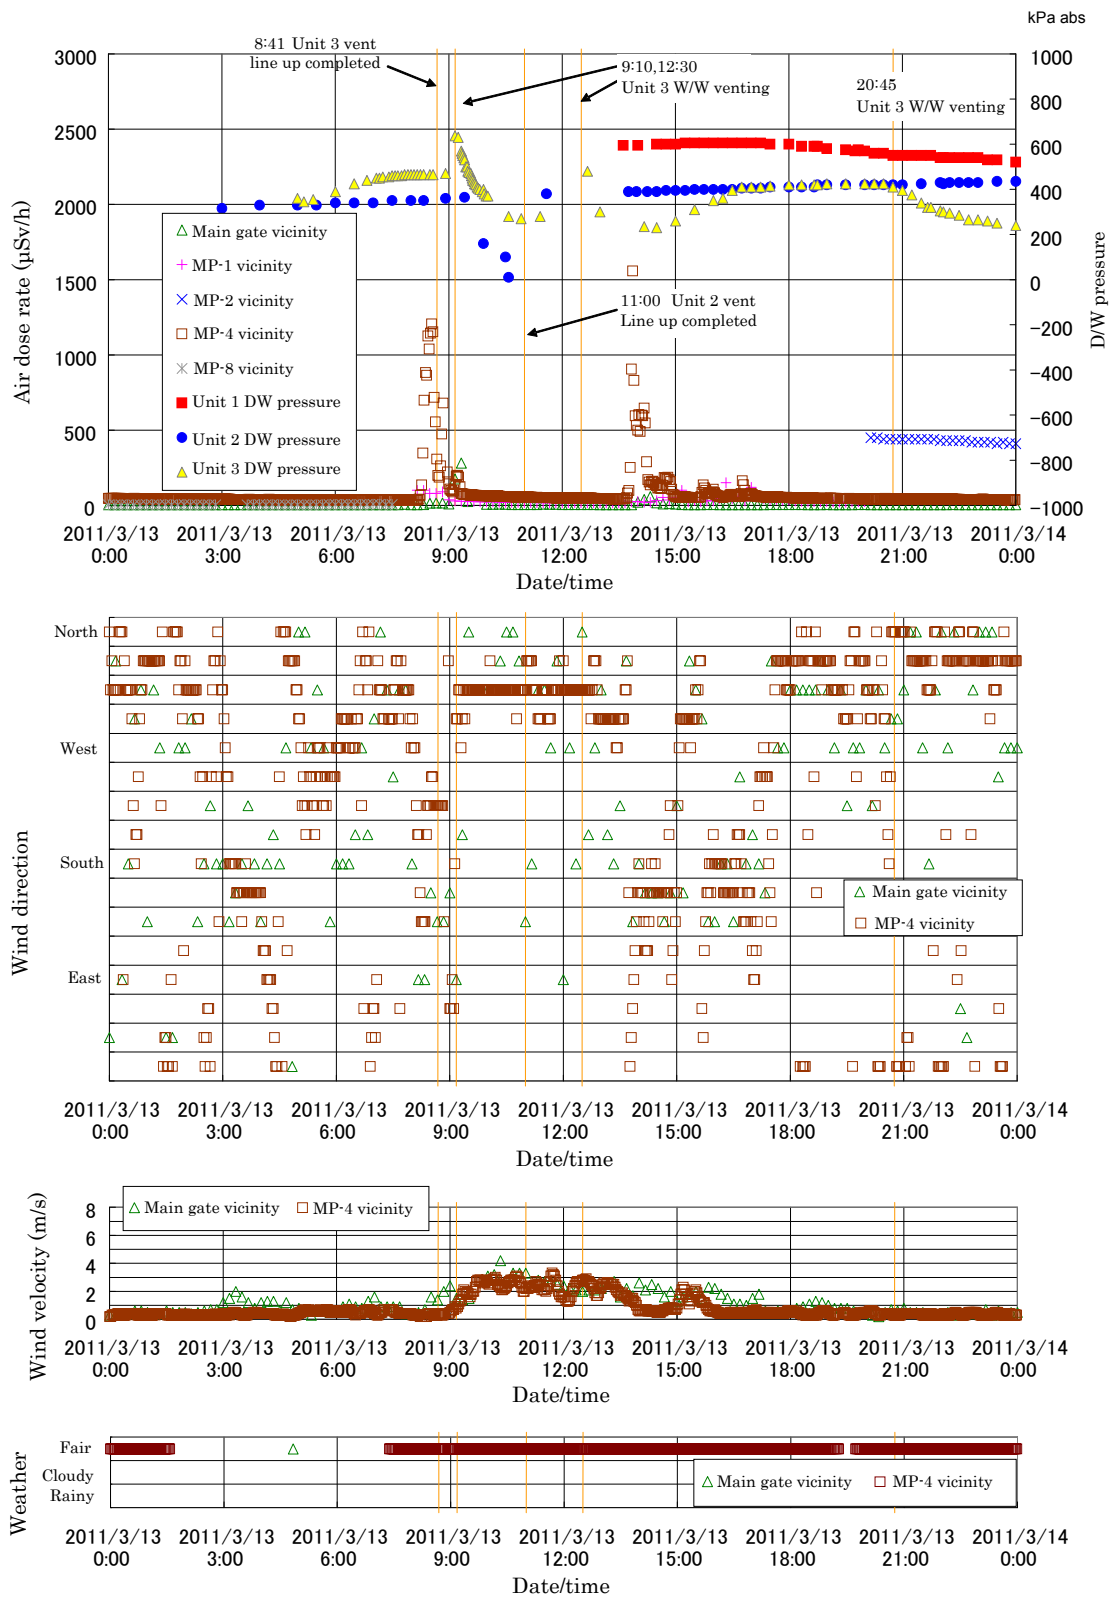 kPa abs
8:41 Unit 3 vent
line up completed
9:10,12:30
Unit 3 W/W venting
20:45
Unit 3 W/W venting
3000
2500
2000
1500
1000
500
0
Air dose rate (μSv/h)
1000
800
600
400
200
0
−200
−400
−600
−800
−1000
D/W pressure
Main gate vicinity
MP-1 vicinity
MP-2 vicinity
MP-4 vicinity
MP-8 vicinity
Unit 1 DW pressure
Unit 2 DW pressure
Unit 3 DW pressure
11:00 Unit 2 vent
Line up completed
2011/3/13 2011/3/13 2011/3/13 2011/3/13 2011/3/13 2011/3/13 2011/3/13 2011/3/13 2011/3/14
0:00 3:00 6:00 9:00 12:00 15:00 18:00 21:00 0:00
Date/time
North
West
South
East
Wind direction
Main gate vicinity
MP-4 vicinity
2011/3/13 2011/3/13 2011/3/13 2011/3/13 2011/3/13 2011/3/13 2011/3/13 2011/3/13 2011/3/14
0:00 3:00 6:00 9:00 12:00 15:00 18:00 21:00 0:00
Date/time
Wind velocity (m/s)
8
6
4
2
0
Main gate vicinity MP-4 vicinity
2011/3/13 2011/3/13 2011/3/13 2011/3/13 2011/3/13 2011/3/13 2011/3/13 2011/3/13 2011/3/14
0:00 3:00 6:00 9:00 12:00 15:00 18:00 21:00 0:00
Date/time
Weather
Fair
Cloudy
Rainy
Main gate vicinity MP-4 vicinity
2011/3/13 2011/3/13 2011/3/13 2011/3/13 2011/3/13 2011/3/13 2011/3/13 2011/3/13 2011/3/14
0:00 3:00 6:00 9:00 12:00 15:00 18:00 21:00 0:00
Date/time